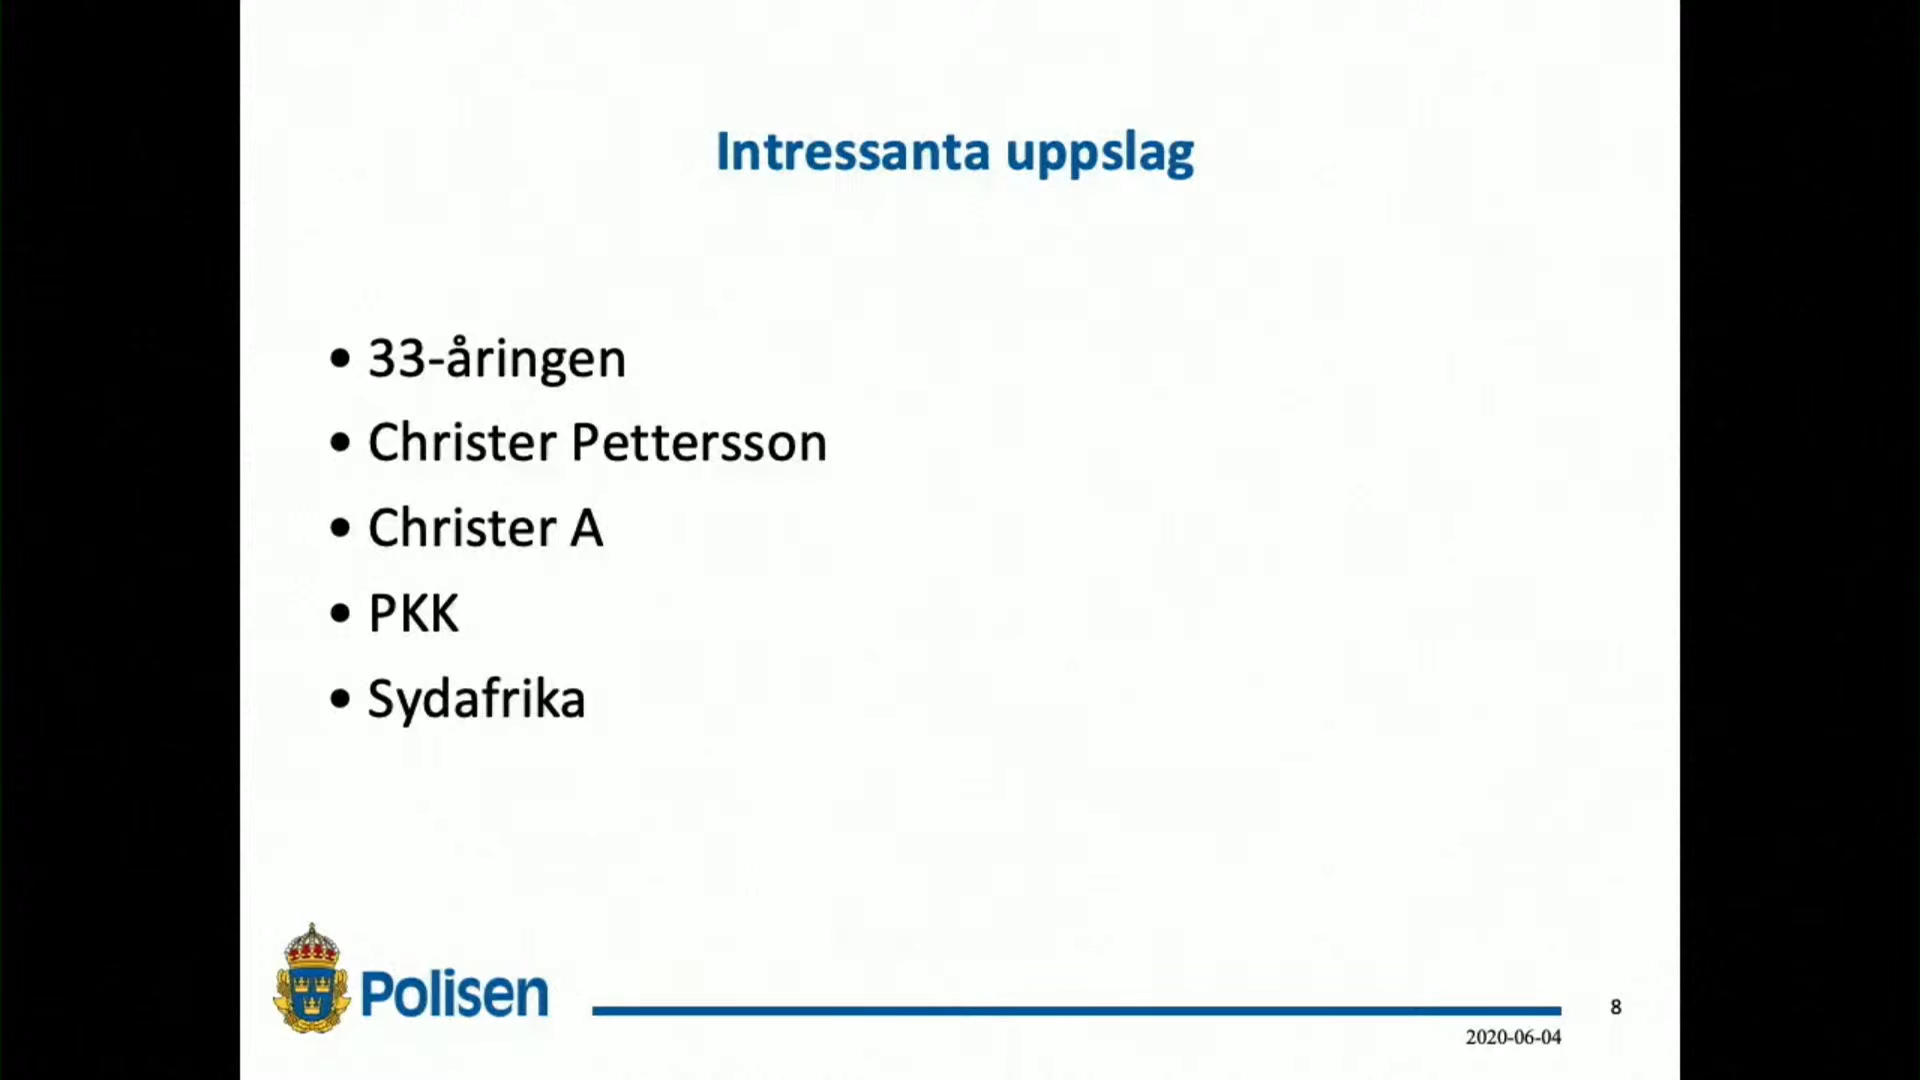 Intressanta uppslag
• 33-åringen
• Christer Pettersson
• Christer A
• PKK
• Sydafrika
Polisen
8
2020-06-04